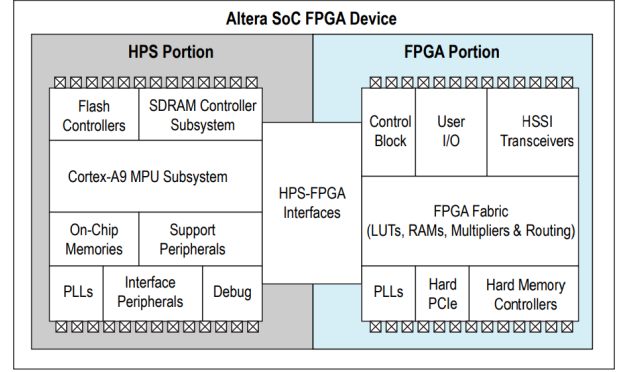 Altera SoC FPGA Device
HPS Portion
FPGA Portion
Flash
Controllers
SDRAM Controller
Subsystem
Cortex-A9 MPU Subsystem
On-Chip
Memories
Support
Peripherals
PLLs
Interface
Peripherals
Debug
HPS-FPGA
Interfaces
Control
Block
User
I/O
HSSI
Transceivers
FPGA Fabric
(LUTs, RAMs, Multipliers & Routing)
PLLs
Hard
PCIe
Hard Memory
Controllers